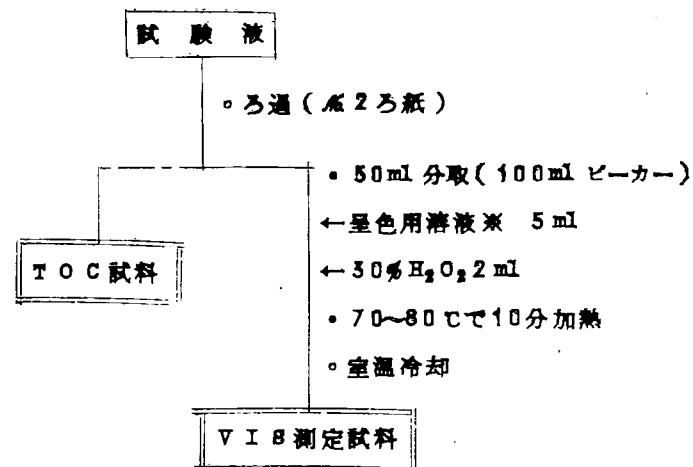 試験液
◦ろ過(№2ろ紙)
•50ml分取(100mlビーカー)
←呈色用溶液※ 5ml
TOC試料
←30%H₂O₂2ml
•70~80℃で10分加熱
◦室温冷却
VIS測定試料